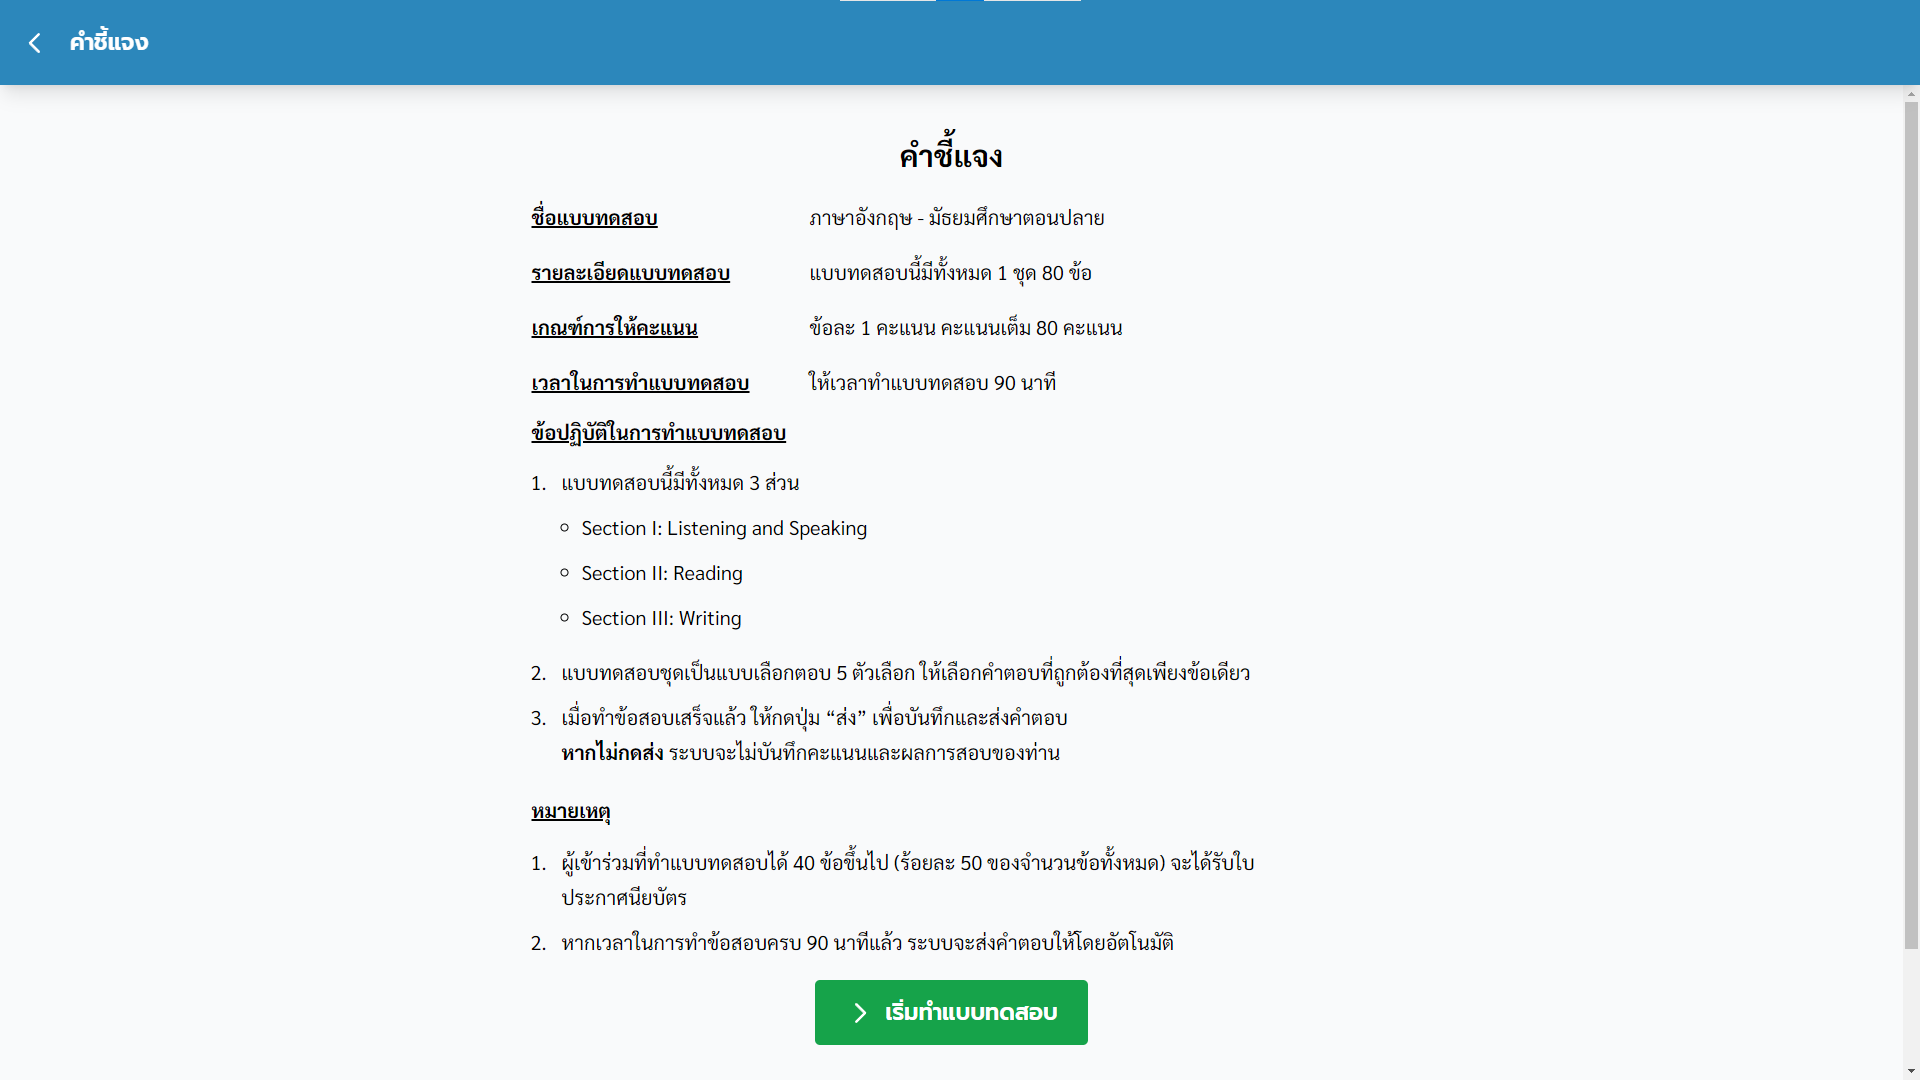 คำชี้แจง
คำชี้แจง
ชื่อแบบทดสอบ ภาษาอังกฤษ - มัธยมศึกษาตอนปลาย
รายละเอียดแบบทดสอบ แบบทดสอบนี้มีทั้งหมด 1 ชุด 80 ข้อ
เกณฑ์การให้คะแนน ข้อละ 1 คะแนน คะแนนเต็ม 80 คะแนน
เวลาในการทำแบบทดสอบ ให้เวลาทำแบบทดสอบ 90 นาที
ข้อปฏิบัติในการทำแบบทดสอบ
1. แบบทดสอบนี้มีทั้งหมด 3 ส่วน
Section I: Listening and Speaking
Section II: Reading
Section III: Writing
2. แบบทดสอบชุดเป็นแบบเลือกตอบ 5 ตัวเลือก ให้เลือกคำตอบที่ถูกต้องที่สุดเพียงข้อเดียว
3. เมื่อทำข้อสอบเสร็จแล้ว ให้กดปุ่ม “ส่ง” เพื่อบันทึกและส่งคำตอบ
หากไม่กดส่ง ระบบจะไม่บันทึกคะแนนและผลการสอบของท่าน
หมายเหตุ
1. ผู้เข้าร่วมที่ทำแบบทดสอบได้ 40 ข้อขึ้นไป (ร้อยละ 50 ของจำนวนข้อทั้งหมด) จะได้รับใบ
ประกาศนียบัตร
2. หากเวลาในการทำข้อสอบครบ 90 นาทีแล้ว ระบบจะส่งคำตอบให้โดยอัตโนมัติ
เริ่มทำแบบทดสอบ